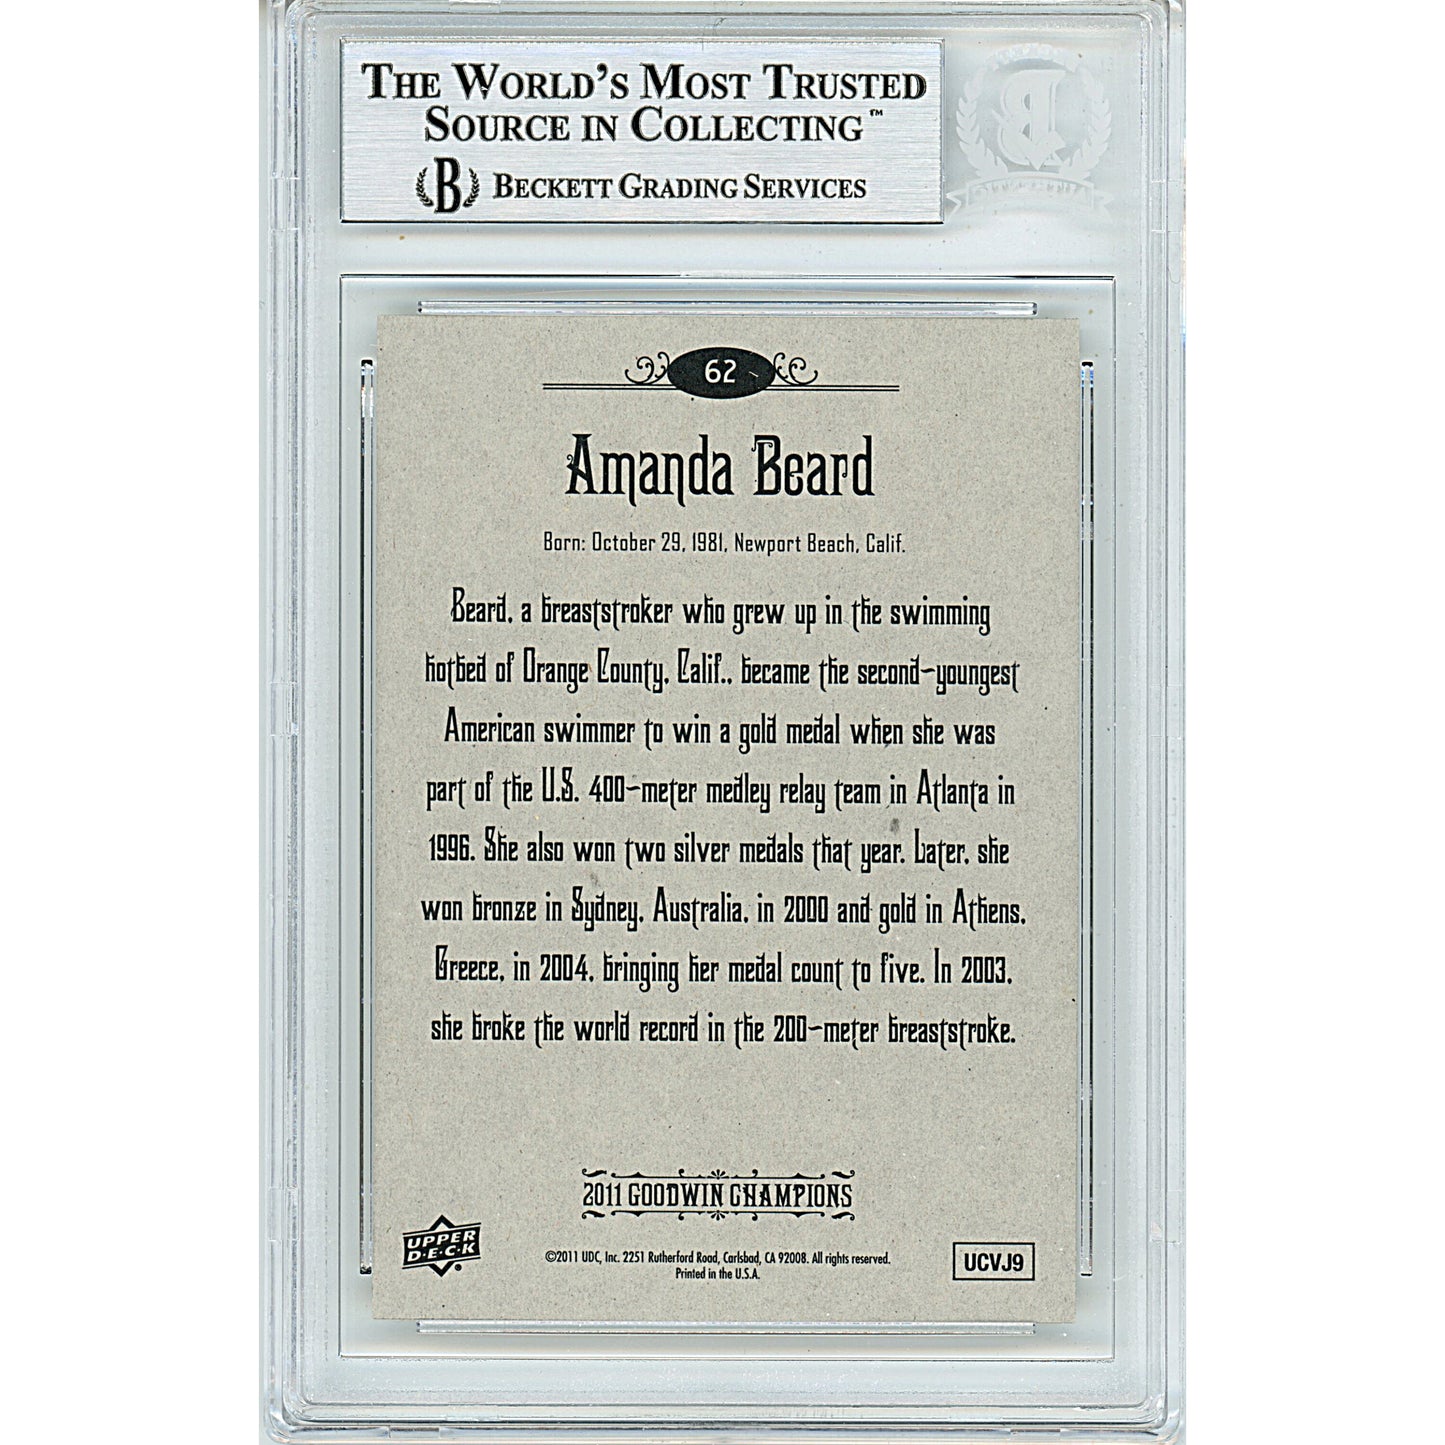 THE WORLD'S MOST TRUSTED
SOURCE IN COLLECTING™
B BECKETT GRADING SERVICES
62
Amanda Beard
Born: October 29, 1981, Newport Beach, Calif.
Beard, a breaststroker who grew up in the swimming
hotbed of Orange County, Calif., became the second-youngest
American swimmer to win a gold medal when she was
part of the U.S. 400-meter medley relay team in Atlanta in
1996. She also won two silver medals that year. Later, she
won bronze in Sydney, Australia, in 2000 and gold in Athens,
Greece, in 2004, bringing her medal count to five. In 2003,
she broke the world record in the 200-meter breaststroke.
2011 GOODWIN CHAMPIONS
UPPER
D·E·C·K
©2011 UDC, Inc. 2251 Rutherford Road, Carlsbad, CA 92008. All rights reserved.
Printed in the U.S.A.
UCVJ9